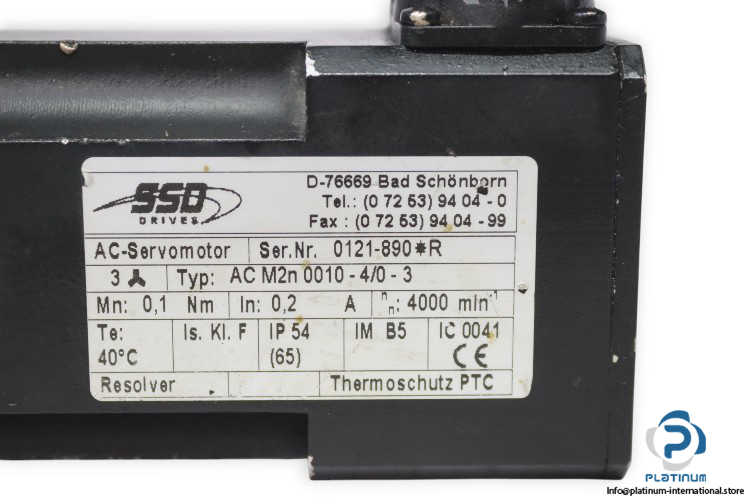 SSD
DRIVES
D-76669 Bad Schönborn
Tel.: (0 72 53) 94 04 - 0
Fax : (0 72 53) 94 04 - 99
AC-Servomotor Ser.Nr. 0121-890*R
3 Typ: AC M2n 0010 - 4/0 - 3
Mn: 0,1 Nm In: 0,2 A nn: 4000 min-1
Te: Is. Kl. F IP 54 IM B5 IC 0041
40°C (65) CE
Resolver Thermoschutz PTC
PLATINUM
Info@platinum-international.store